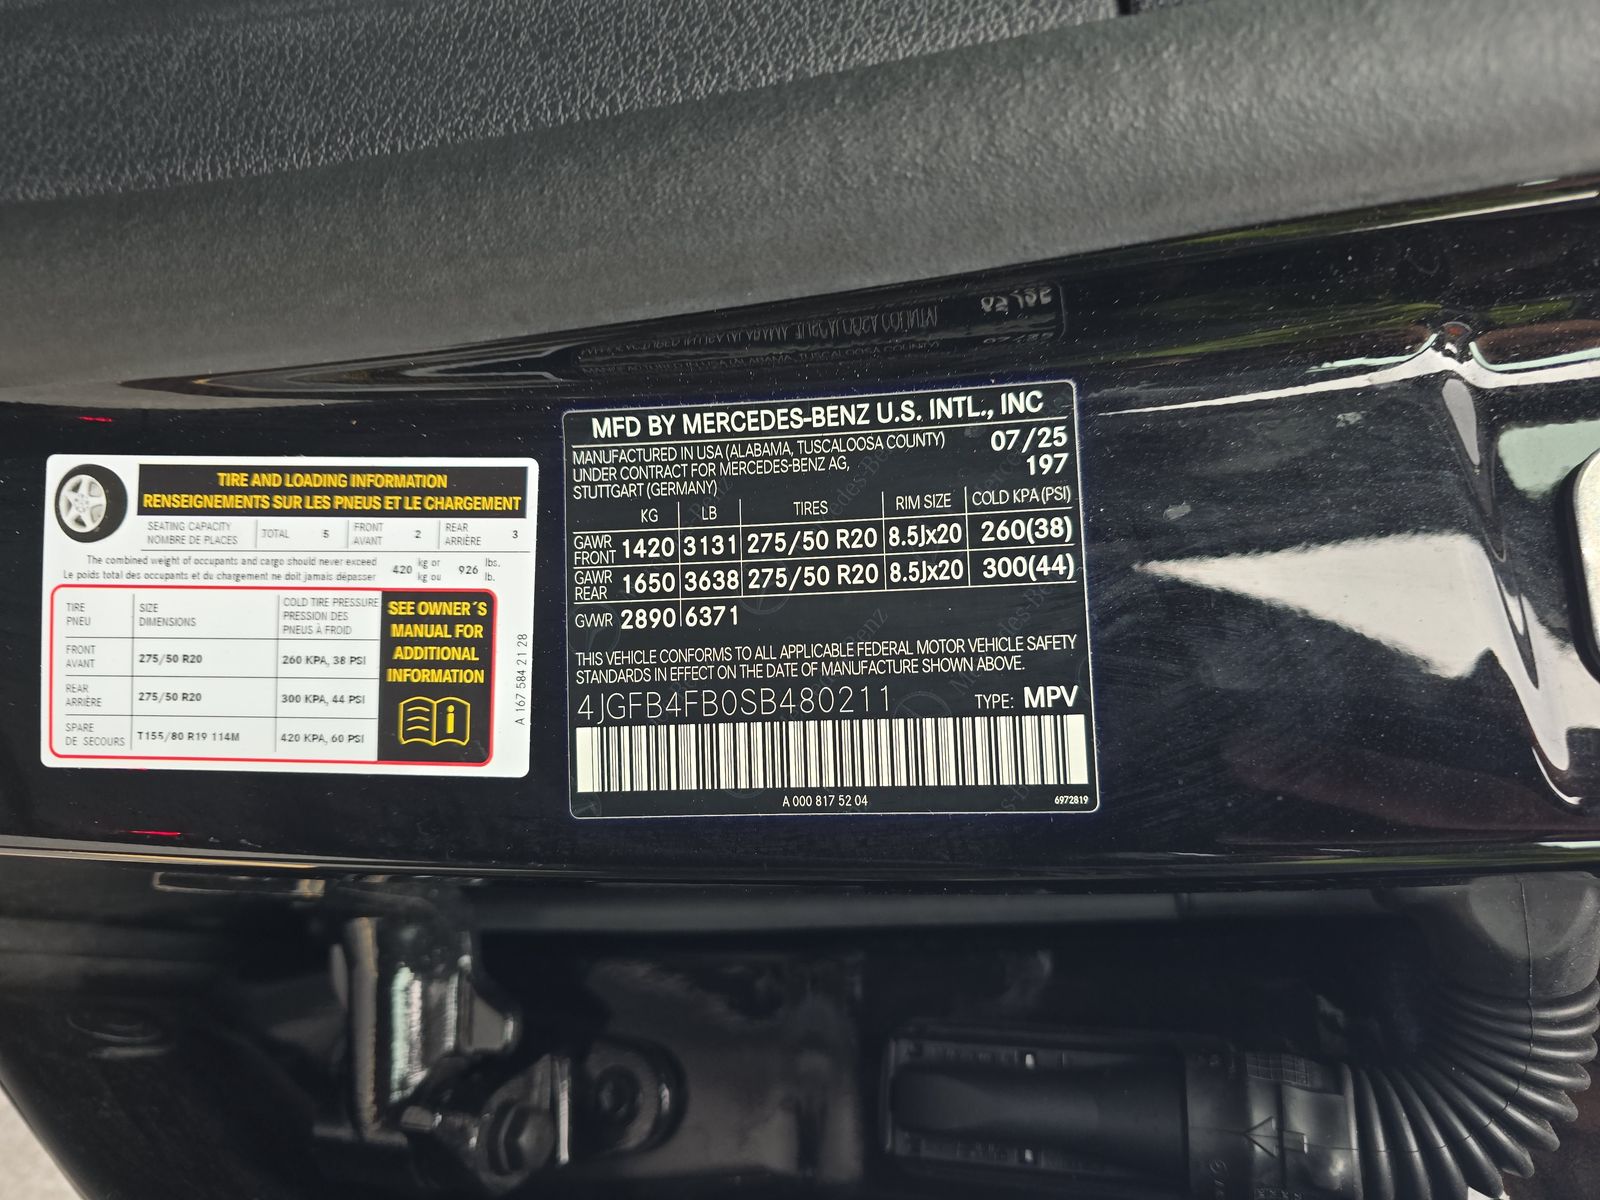 TIRE AND LOADING INFORMATION
RENSEIGNEMENTS SUR LES PNEUS ET LE CHARGEMENT
SEATING CAPACITY
NOMBRE DE PLACES
TOTAL 5
FRONT
AVANT 2
REAR
ARRIÈRE 3
The combined weight of occupants and cargo should never exceed
Le poids total des occupants et du chargement ne doit jamais dépasser
420 kg or
kg ou
926 lbs.
lb.
TIRE
PNEU
SIZE
DIMENSIONS
COLD TIRE PRESSURE
PRESSION DES
PNEUS À FROID
FRONT
AVANT
275/50 R20
260 KPA, 38 PSI
REAR
ARRIÈRE
275/50 R20
300 KPA, 44 PSI
SPARE
DE SECOURS
T155/80 R19 114M
420 KPA, 60 PSI
SEE OWNER´S
MANUAL FOR
ADDITIONAL
INFORMATION
A 167 584 21 28
MFD BY MERCEDES-BENZ U.S. INTL., INC
MANUFACTURED IN USA (ALABAMA, TUSCALOOSA COUNTY)
UNDER CONTRACT FOR MERCEDES-BENZ AG,
STUTTGART (GERMANY)
07/25
197
KG LB TIRES RIM SIZE COLD KPA (PSI)
GAWR
FRONT 1420 3131 275/50 R20 8.5Jx20 260(38)
GAWR
REAR 1650 3638 275/50 R20 8.5Jx20 300(44)
GVWR 2890 6371
THIS VEHICLE CONFORMS TO ALL APPLICABLE FEDERAL MOTOR VEHICLE SAFETY
STANDARDS IN EFFECT ON THE DATE OF MANUFACTURE SHOWN ABOVE.
4JGFB4FB0SB480211 TYPE: MPV
A 000 817 52 04
6972819